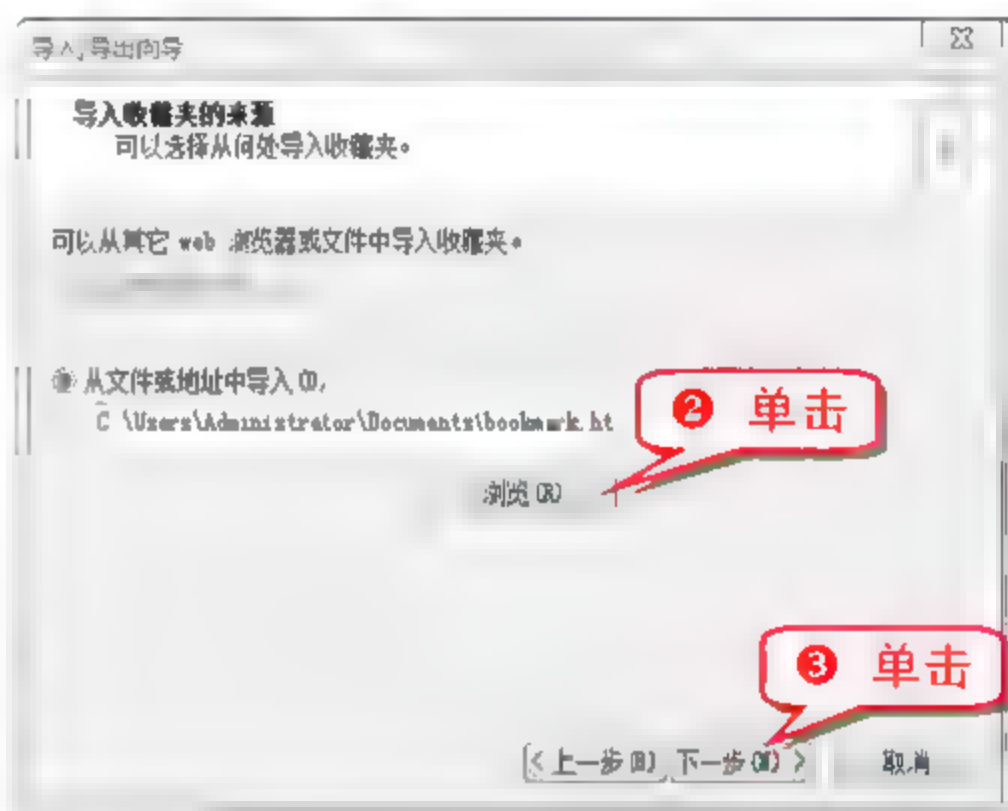 导入/导出向导
导入收藏夹的来源
可以选择从何处导入收藏夹。
可以从其它 web 浏览器或文件中导入收藏夹。
从文件或地址中导入(I):
C:\Users\Administrator\Documents\bookmark.ht
❷ 单击
浏览(R)
❸ 单击
< 上一步(B) 下一步(N) > 取消